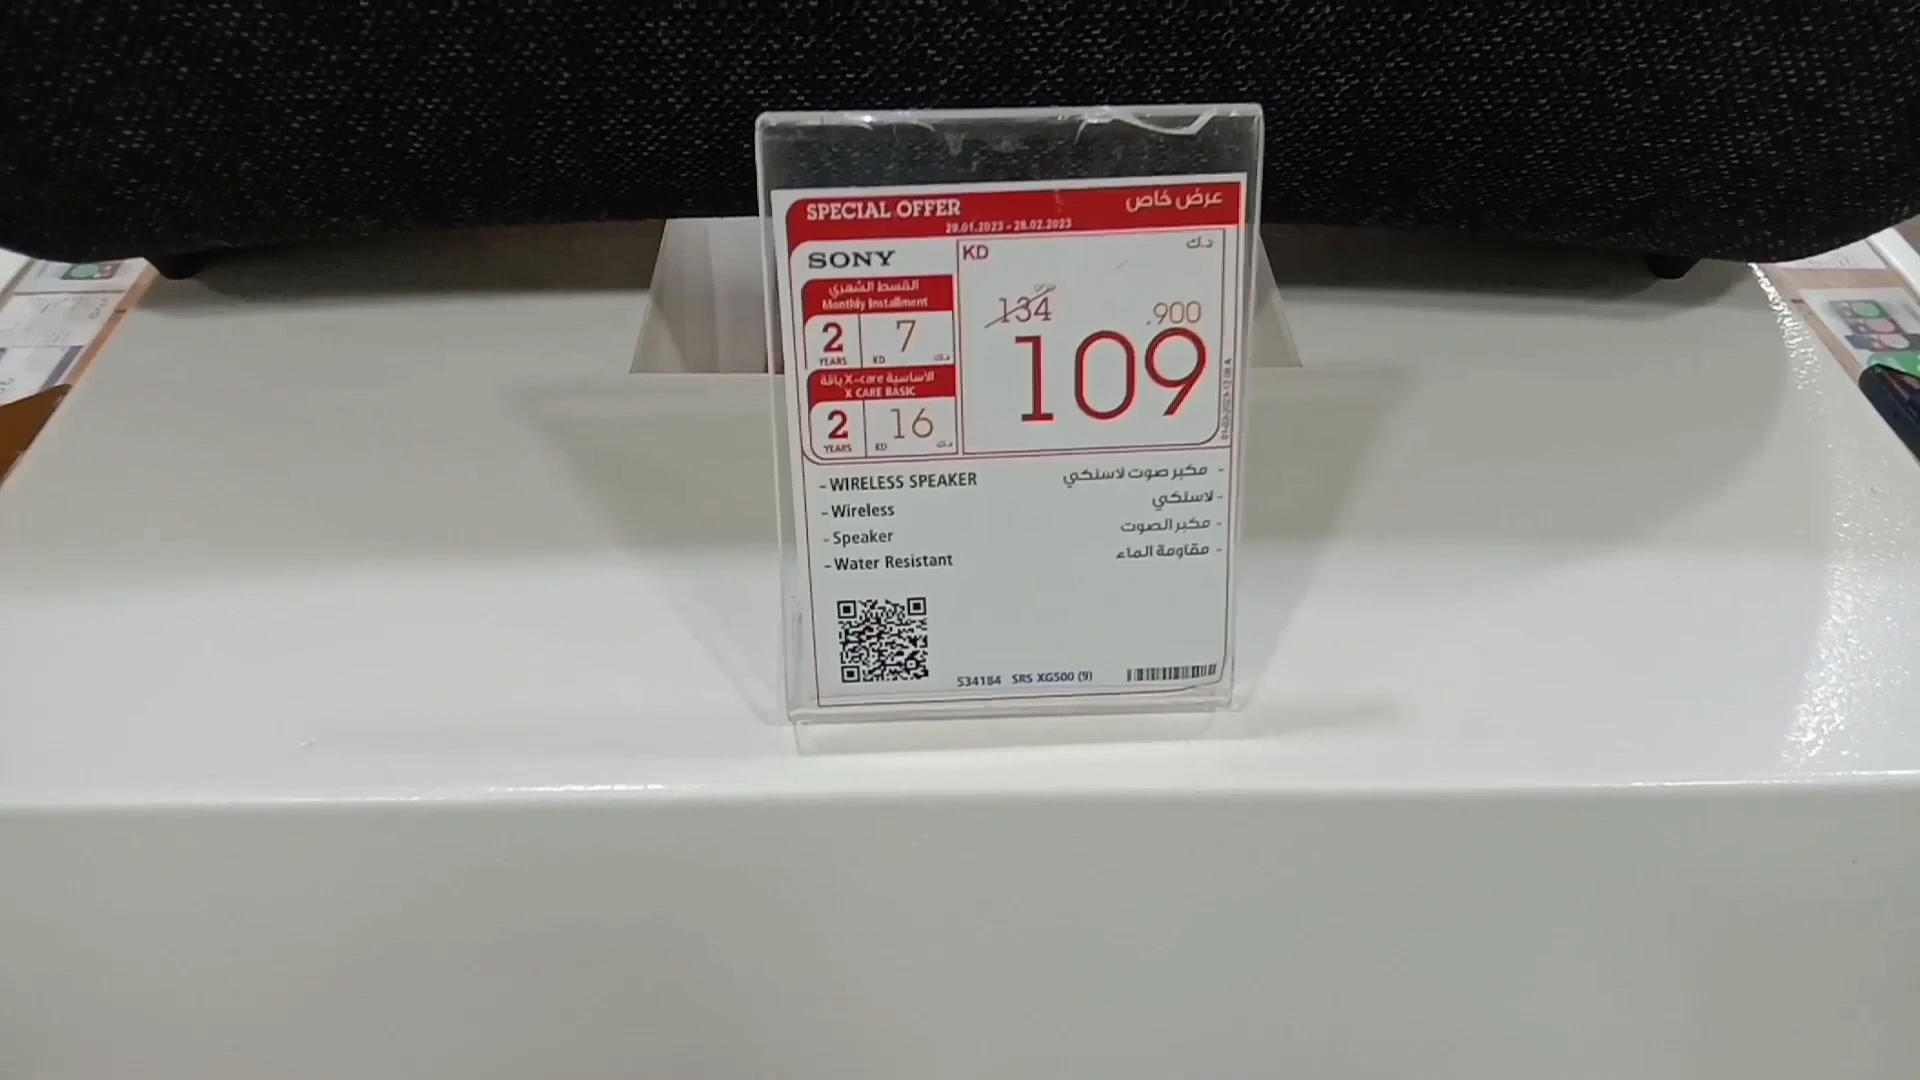 SPECIAL OFFER عرض خاص
29.01.2023 - 28.02.2023
SONY
القسط الشهري
Monthly Installment
2 YEARS
KD 7 د.ك
باقة X-care الأساسية
X CARE BASIC
2 YEARS
KD 16 د.ك
KD د.ك
134
109 .900
- WIRELESS SPEAKER
- Wireless
- Speaker
- Water Resistant
- مكبر صوت لاسلكي
- لاسلكي
- مكبر الصوت
- مقاومة الماء
534184 SRS XG500 (9)